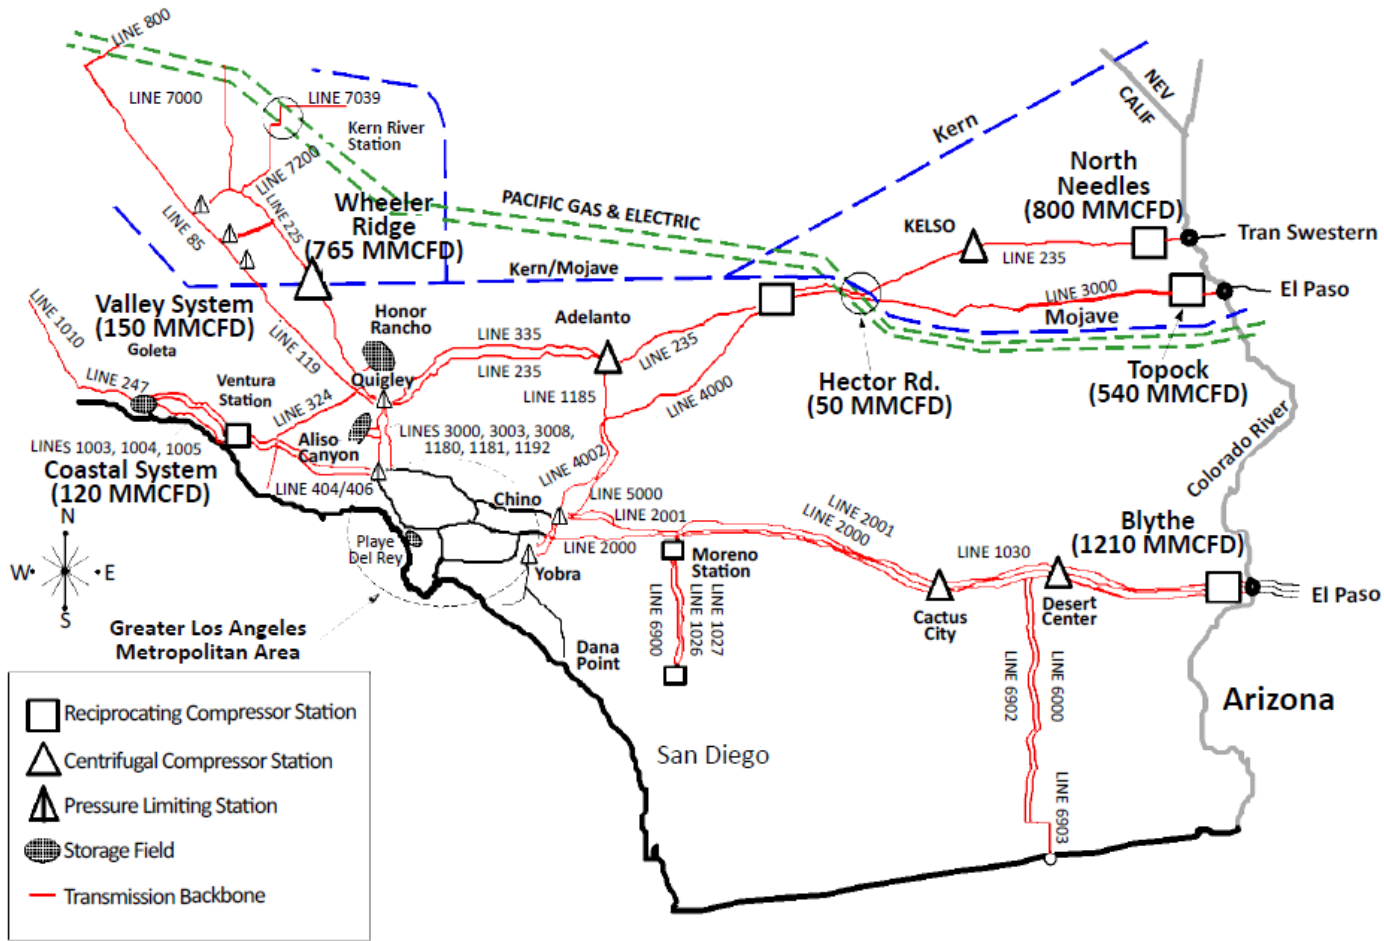 LINE 800
LINE 7000
LINE 7039
Kern River
Station
LINE 7200
LINE 225
LINE 85
Wheeler
Ridge
(765 MMCFD)
PACIFIC GAS & ELECTRIC
Kern/Mojave
Kern
NEV
CALIF
North
Needles
(800 MMCFD)
KELSO
LINE 235
Tran Swestern
El Paso
LINE 3000
Mojave
Topock
(540 MMCFD)
Hector Rd.
(50 MMCFD)
Colorado River
Valley System
(150 MMCFD)
Goleta
LINE 1010
LINE 119
Honor
Rancho
LINE 335
LINE 235
Adelanto
LINE 235
LINE 4000
LINE 1185
LINE 247
Ventura
Station
LINE 324
Quigley
Aliso
Canyon
LINES 3000, 3003, 3008,
1180, 1181, 1192
LINES 1003, 1004, 1005
Coastal System
(120 MMCFD)
LINE 404/406
LINE 4002
Chino
LINE 5000
LINE 2001
LINE 2000
LINE 2001
LINE 2000
Playe
Del Rey
Yobra
Moreno
Station
LINE 6900
LINE 1026
LINE 1027
Dana
Point
LINE 1030
Cactus
City
Desert
Center
Blythe
(1210 MMCFD)
El Paso
LINE 6902
LINE 6000
LINE 6903
Arizona
San Diego
N
W
E
S
Greater Los Angeles
Metropolitan Area
Reciprocating Compressor Station
Centrifugal Compressor Station
Pressure Limiting Station
Storage Field
Transmission Backbone